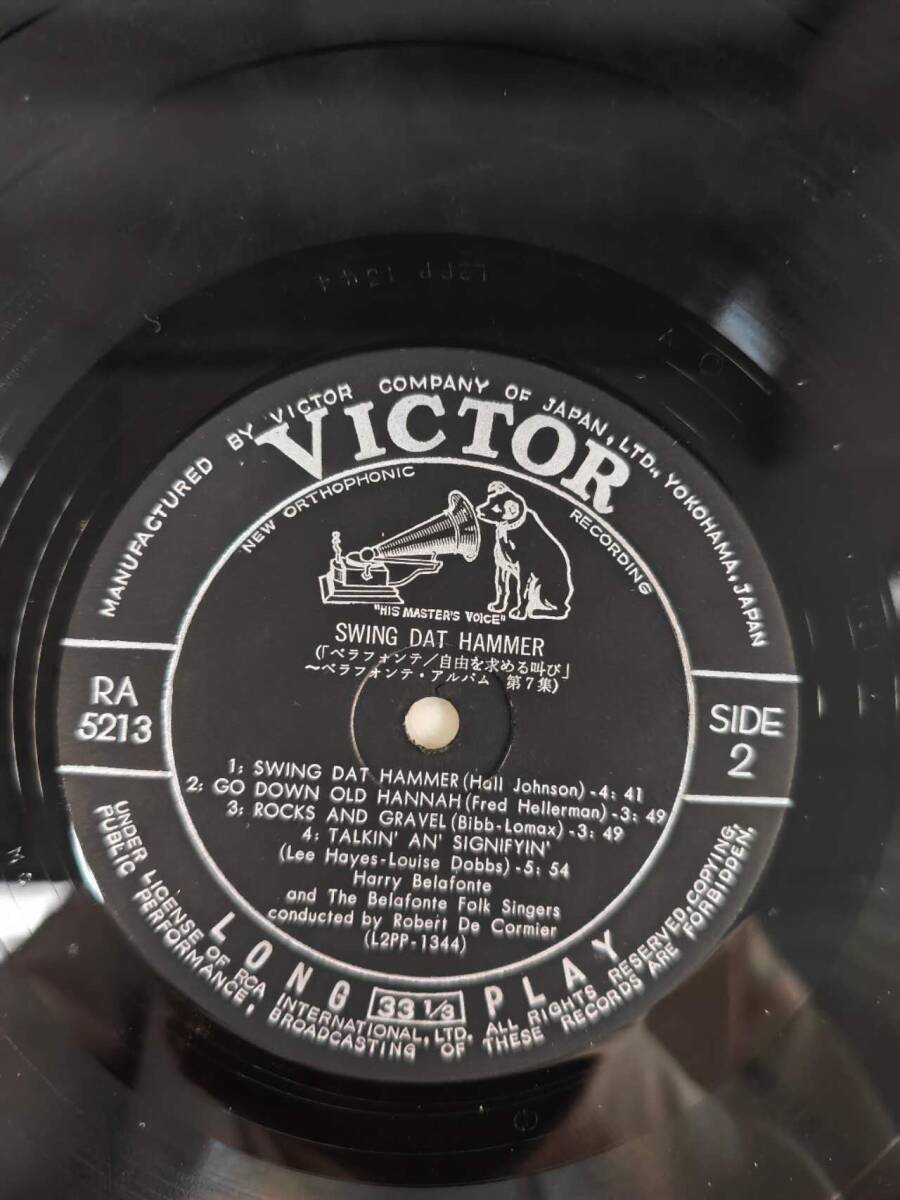 L2PP 1344
MANUFACTURED BY VICTOR COMPANY OF JAPAN, LTD., YOKOHAMA, JAPAN
VICTOR
NEW ORTHOPHONIC RECORDING
"HIS MASTER'S VOICE"
SWING DAT HAMMER
(「ベラフォンテ/自由を求める叫び」
～ベラフォンテ・アルバム 第7集)
RA
5213
SIDE
2
1: SWING DAT HAMMER (Hall Johnson) -4: 41
2: GO DOWN OLD HANNAH (Fred Hellerman) -3: 49
3: ROCKS AND GRAVEL (Bibb-Lomax) -3: 49
4: TALKIN' AN' SIGNIFYIN'
(Lee Hayes-Louise Dobbs) -5: 54
Harry Belafonte
and The Belafonte Folk Singers
conducted by Robert De Cormier
(L2PP-1344)
LONG 33 1/3 PLAY
UNDER LICENSE OF RCA INTERNATIONAL, LTD. ALL RIGHTS RESERVED, COPYING,
PUBLIC PERFORMANCE, BROADCASTING OF THESE RECORDS ARE FORBIDDEN.